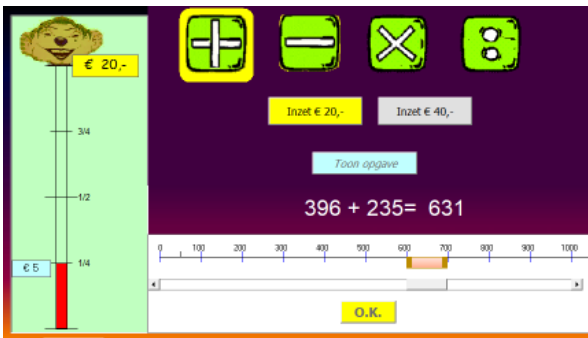 € 20,-
3/4
1/2
1/4
€ 5
Inzet € 20,-
Inzet € 40,-
Toon opgave
396 + 235= 631
0 100 200 300 400 500 600 700 800 900 1000
O.K.